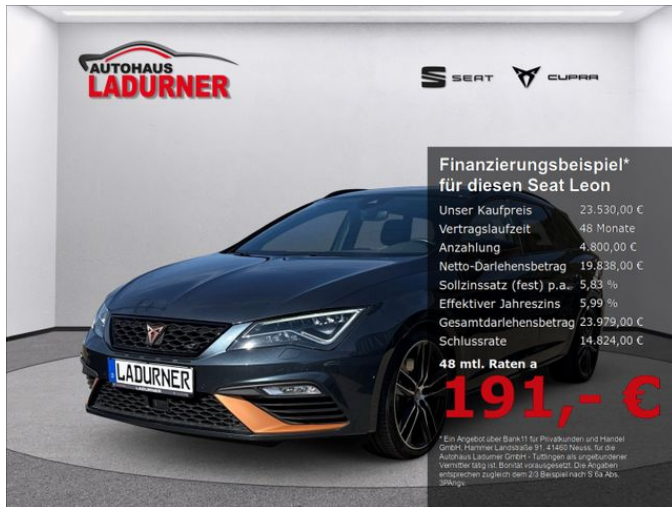 AUTOHAUS
LADURNER
SEAT CUPRA
Finanzierungsbeispiel*
für diesen Seat Leon
Unser Kaufpreis 23.530,00 €
Vertragslaufzeit 48 Monate
Anzahlung 4.800,00 €
Netto-Darlehensbetrag 19.838,00 €
Sollzinssatz (fest) p.a. 5,83 %
Effektiver Jahreszins 5,99 %
Gesamtdarlehensbetrag 23.979,00 €
Schlussrate 14.824,00 €
48 mtl. Raten a
LADURNER
191,- €
* Ein Angebot über Bank11 für Privatkunden und Handel
GmbH, Hammer Landstraße 91, 41460 Neuss, für die
Autohaus Ladurner GmbH - Tuttlingen als ungebundener
Vermittler tätig ist. Bonität vorausgesetzt. Die Angaben
entsprechen zugleich dem 2/3 Beispiel nach § 6a Abs.
3PAngv.